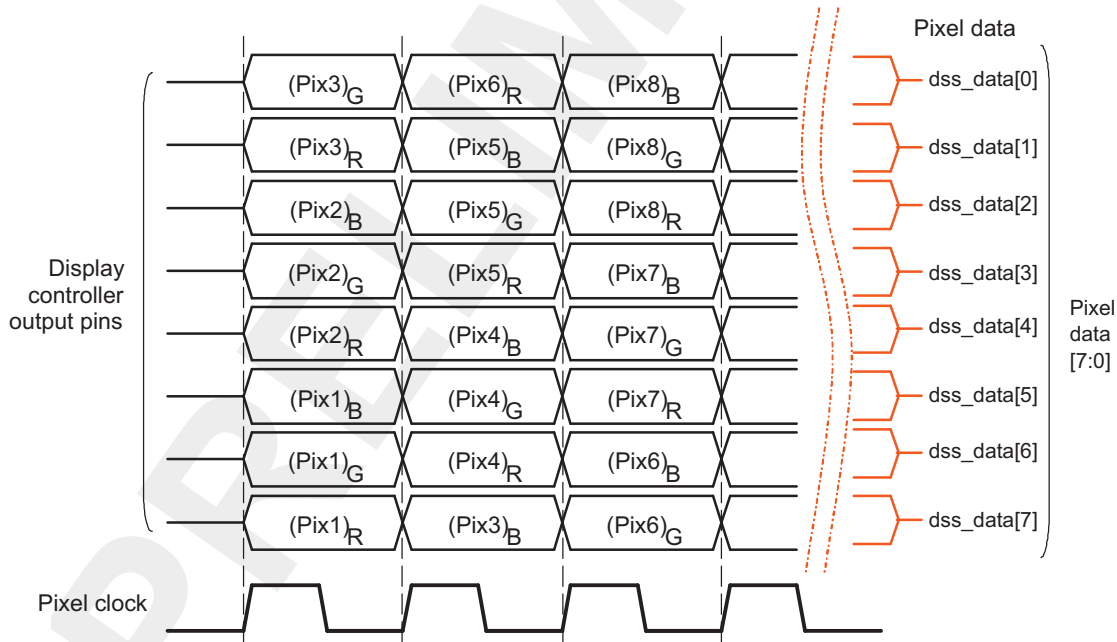 Pixel data
(Pix3)G (Pix6)R (Pix8)B dss_data[0]
(Pix3)R (Pix5)B (Pix8)G dss_data[1]
(Pix2)B (Pix5)G (Pix8)R dss_data[2]
(Pix2)G (Pix5)R (Pix7)B dss_data[3]
(Pix2)R (Pix4)B (Pix7)G dss_data[4]
(Pix1)B (Pix4)G (Pix7)R dss_data[5]
(Pix1)G (Pix4)R (Pix6)B dss_data[6]
(Pix1)R (Pix3)B (Pix6)G dss_data[7]
Display
controller
output pins
Pixel
data
[7:0]
Pixel clock
PRELIM